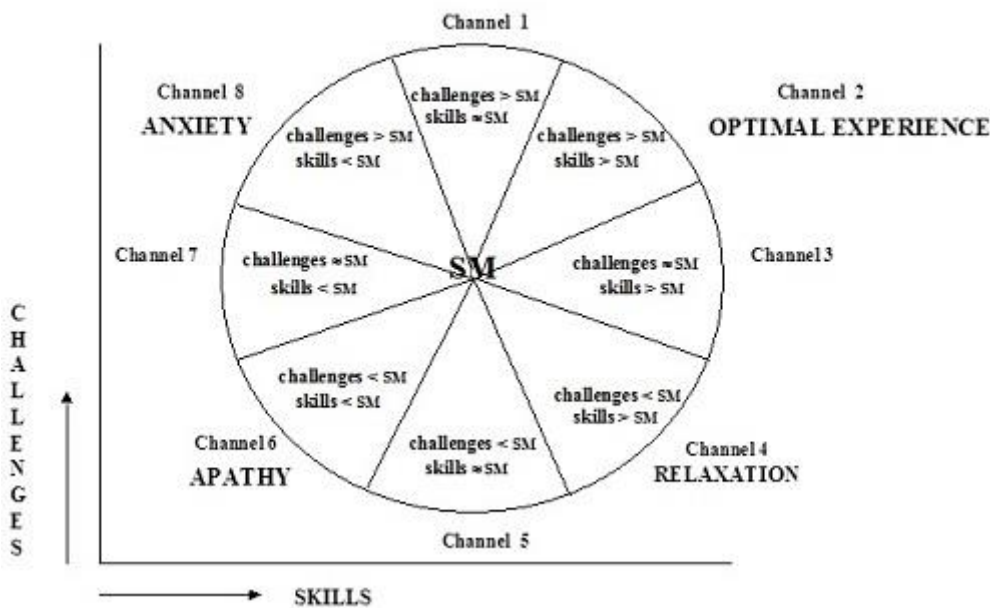 Channel 1
Channel 8
ANXIETY
challenges > SM
skills ≈ SM
Channel 2
OPTIMAL EXPERIENCE
challenges > SM
skills < SM
challenges > SM
skills > SM
Channel 7
challenges ≈ SM
skills < SM
SM
challenges ≈ SM
skills > SM
Channel 3
CHALLENGES
challenges < SM
skills < SM
challenges < SM
skills > SM
Channel 6
APATHY
challenges < SM
skills ≈ SM
Channel 4
RELAXATION
Channel 5
SKILLS